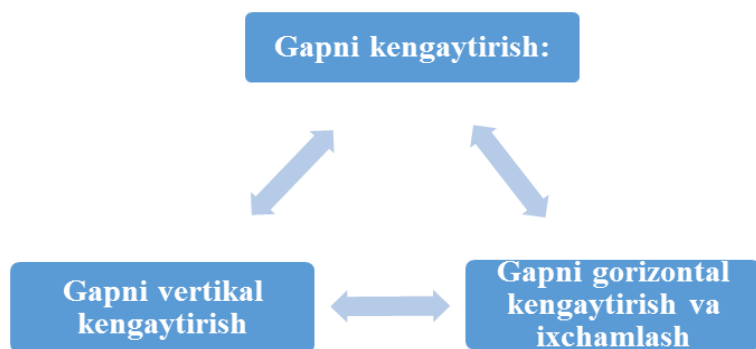 Gapni kengaytirish:
Gapni vertikal
kengaytirish
Gapni gorizontal
kengaytirish va
ixchamlash